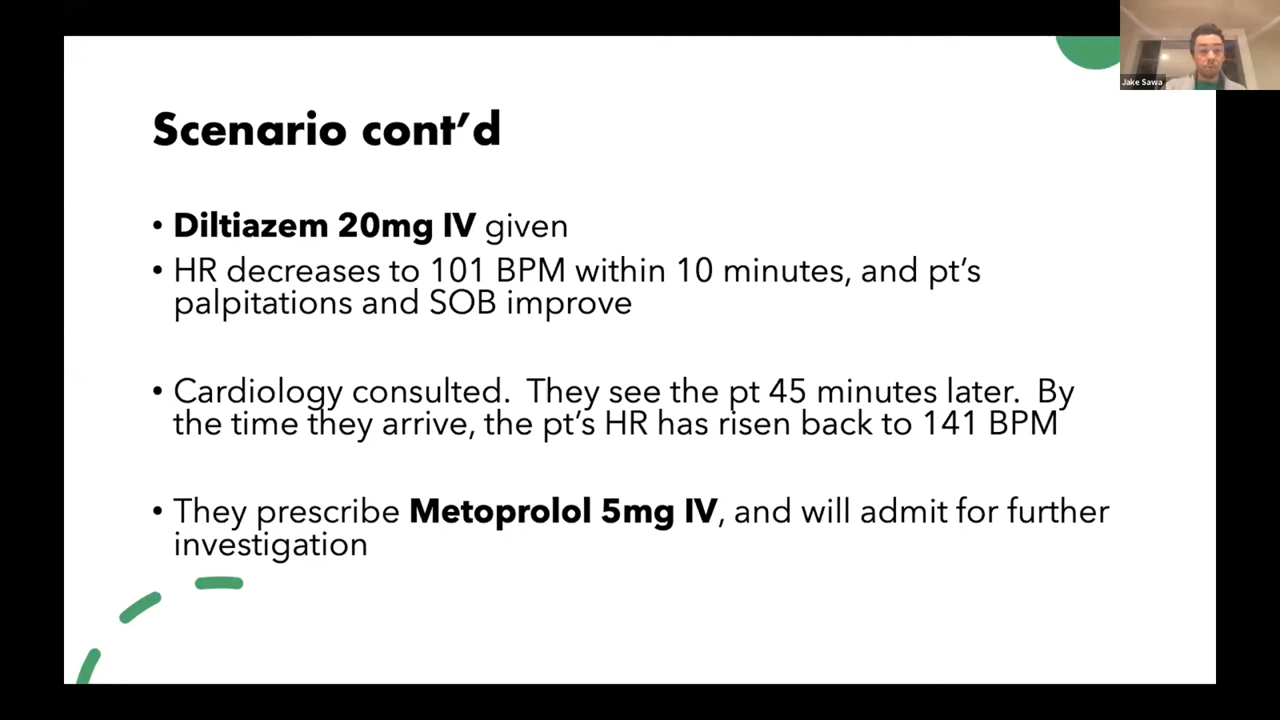 Jake Sawa
Scenario cont’d
• Diltiazem 20mg IV given
• HR decreases to 101 BPM within 10 minutes, and pt’s
palpitations and SOB improve
• Cardiology consulted.  They see the pt 45 minutes later.  By
the time they arrive, the pt’s HR has risen back to 141 BPM
• They prescribe Metoprolol 5mg IV, and will admit for further
investigation